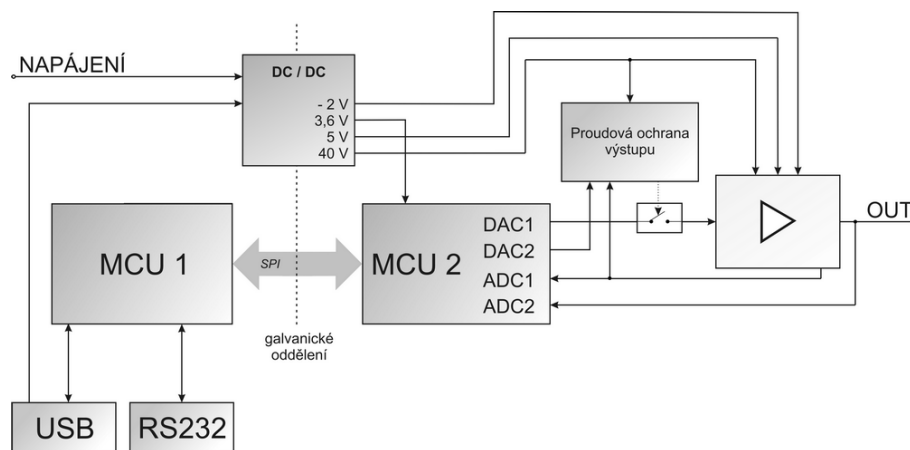 NAPÁJENÍ
DC / DC
- 2 V
3,6 V
5 V
40 V
Proudová ochrana
výstupu
MCU 1
SPI
MCU 2
DAC1
DAC2
ADC1
ADC2
OUT
galvanické
oddělení
USB
RS232